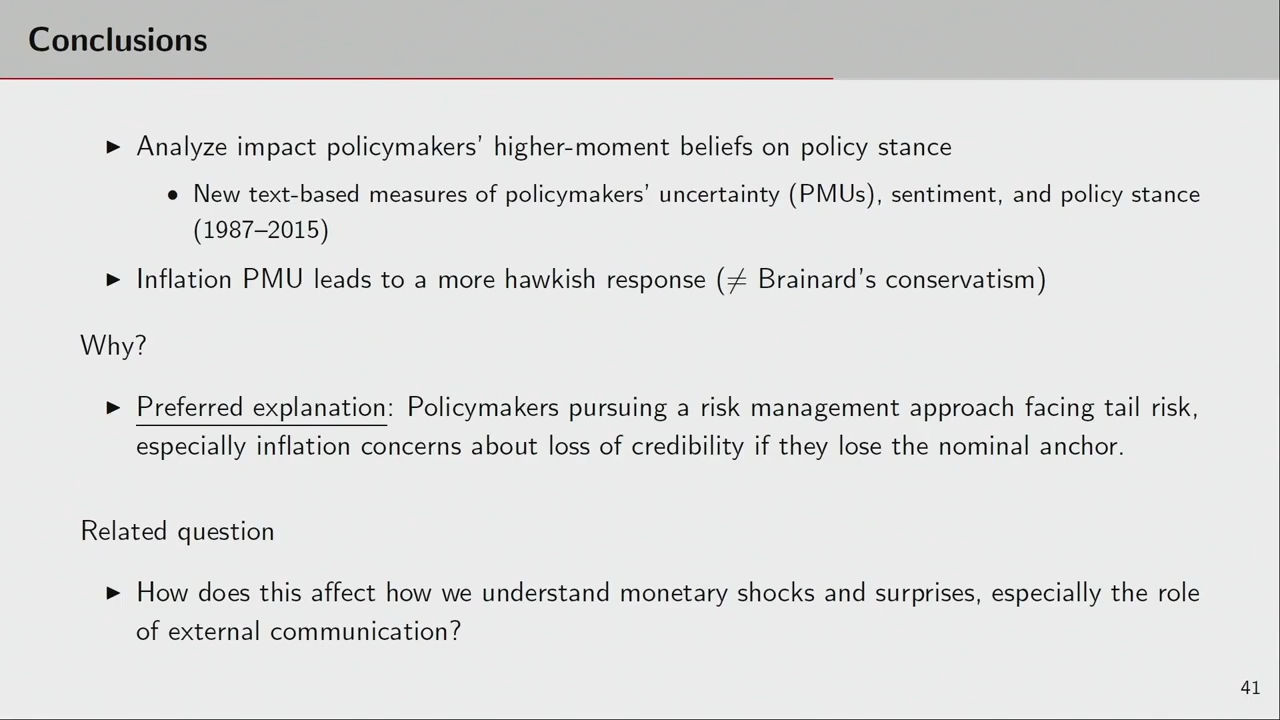 Conclusions
► Analyze impact policymakers' higher-moment beliefs on policy stance
• New text-based measures of policymakers' uncertainty (PMUs), sentiment, and policy stance
(1987–2015)
► Inflation PMU leads to a more hawkish response (≠ Brainard's conservatism)
Why?
► Preferred explanation: Policymakers pursuing a risk management approach facing tail risk,
especially inflation concerns about loss of credibility if they lose the nominal anchor.
Related question
► How does this affect how we understand monetary shocks and surprises, especially the role
of external communication?
41